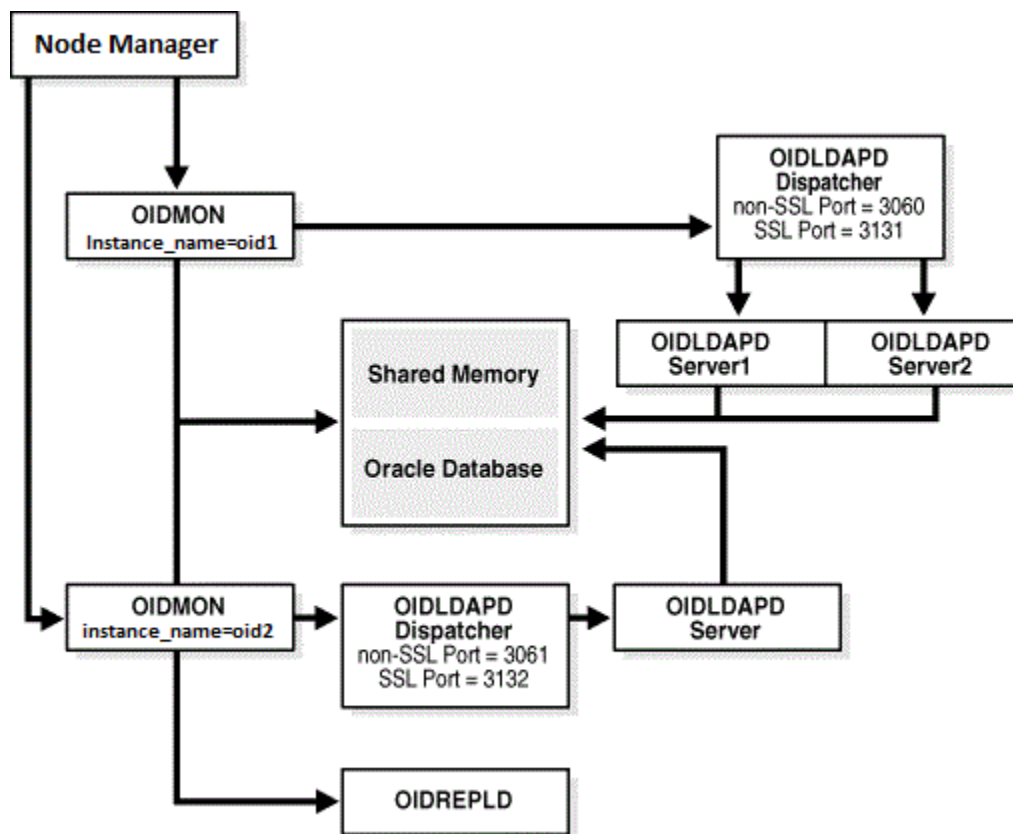 Node Manager
OIDMON
Instance_name=oid1
OIDLDAPD
Dispatcher
non-SSL Port = 3060
SSL Port = 3131
OIDLDAPD
Server1
OIDLDAPD
Server2
Shared Memory
Oracle Database
OIDMON
instance_name=oid2
OIDLDAPD
Dispatcher
non-SSL Port = 3061
SSL Port = 3132
OIDLDAPD
Server
OIDREPLD